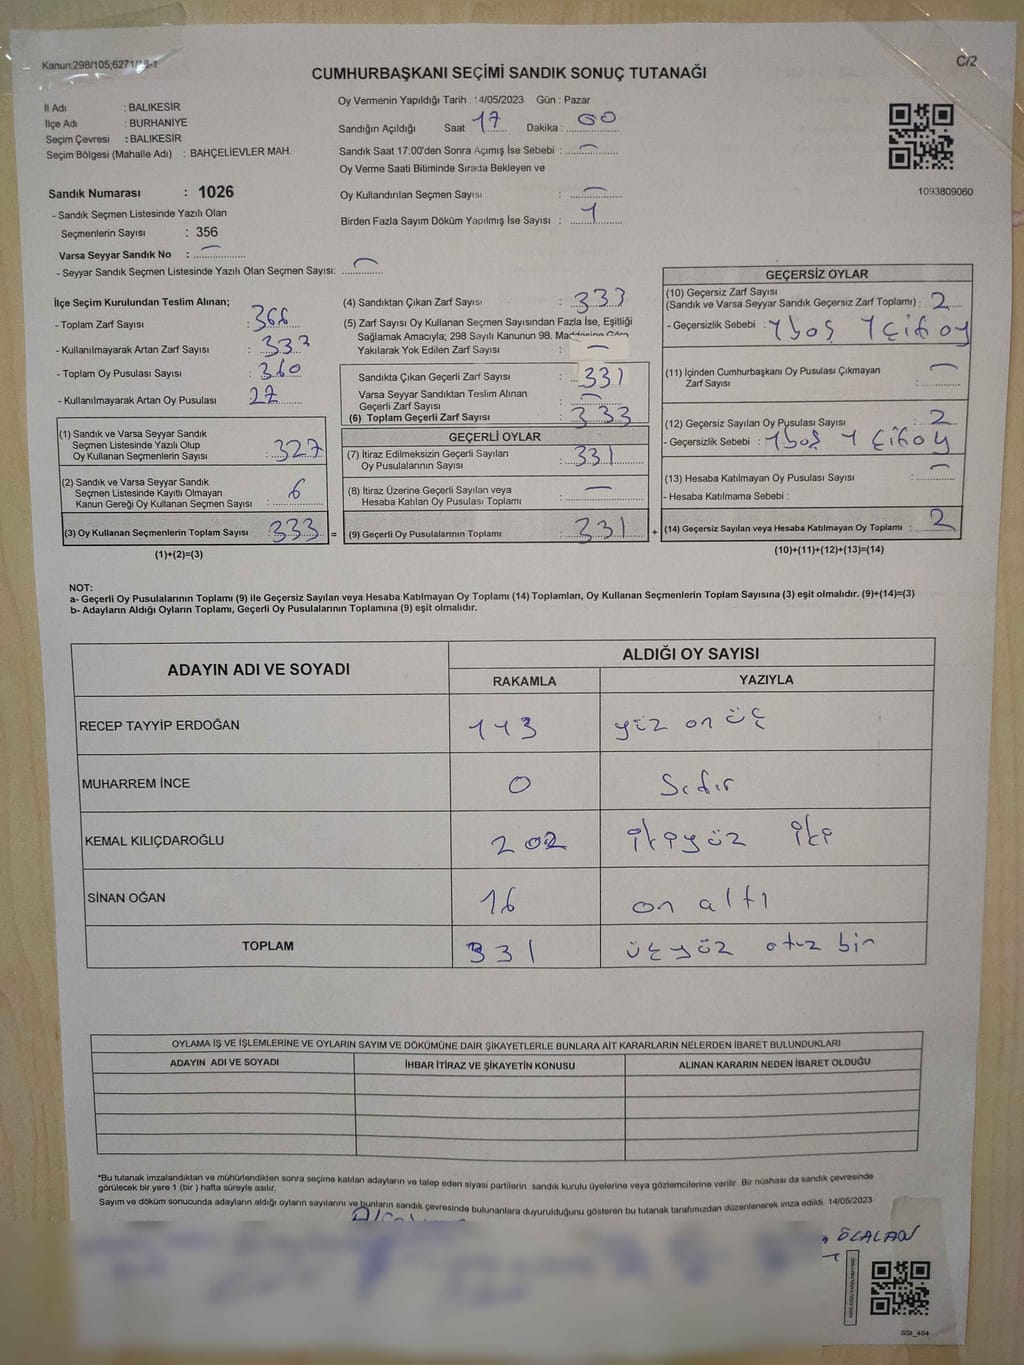 Kanun:298/105;6271/19-1
C/2
CUMHURBAŞKANI SEÇİMİ SANDIK SONUÇ TUTANAĞI
İl Adı : BALIKESİR
İlçe Adı : BURHANİYE
Seçim Çevresi : BALIKESİR
Seçim Bölgesi (Mahalle Adı) : BAHÇELİEVLER MAH.
Oy Vermenin Yapıldığı Tarih : 14/05/2023 Gün : Pazar
Sandığın Açıldığı Saat 17 Dakika : 00
Sandık Saat 17:00'den Sonra Açımış İse Sebebi : —
Oy Verme Saati Bitiminde Sırada Bekleyen ve
Oy Kullandırılan Seçmen Sayısı : —
Birden Fazla Sayım Döküm Yapılmış İse Sayısı : 1
1093809060
Sandık Numarası : 1026
- Sandık Seçmen Listesinde Yazılı Olan
Seçmenlerin Sayısı : 356
Varsa Seyyar Sandık No : —
- Seyyar Sandık Seçmen Listesinde Yazılı Olan Seçmen Sayısı: —
İlçe Seçim Kurulundan Teslim Alınan;
- Toplam Zarf Sayısı : 366
- Kullanılmayarak Artan Zarf Sayısı : 333
- Toplam Oy Pusulası Sayısı : 360
- Kullanılmayarak Artan Oy Pusulası : 27
(1) Sandık ve Varsa Seyyar Sandık
Seçmen Listesinde Yazılı Olup
Oy Kullanan Seçmenlerin Sayısı : 327
(2) Sandık ve Varsa Seyyar Sandık
Seçmen Listesinde Kayıtlı Olmayan
Kanun Gereği Oy Kullanan Seçmen Sayısı : 6
(3) Oy Kullanan Seçmenlerin Toplam Sayısı : 333 =
(1)+(2)=(3)
(4) Sandıktan Çıkan Zarf Sayısı : 333
(5) Zarf Sayısı Oy Kullanan Seçmen Sayısından Fazla İse, Eşitliği
Sağlamak Amacıyla; 298 Sayılı Kanunun 98. Maddesine Göre
Yakılarak Yok Edilen Zarf Sayısı : —
Sandıkta Çıkan Geçerli Zarf Sayısı : 331
Varsa Seyyar Sandıktan Teslim Alınan
Geçerli Zarf Sayısı : —
(6) Toplam Geçerli Zarf Sayısı : 333
GEÇERLİ OYLAR
(7) İtiraz Edilmeksizin Geçerli Sayılan
Oy Pusulalarının Sayısı : 331
(8) İtiraz Üzerine Geçerli Sayılan veya
Hesaba Katılan Oy Pusulası Toplamı : —
(9) Geçerli Oy Pusulalarının Toplamı : 331 +
GEÇERSİZ OYLAR
(10) Geçersiz Zarf Sayısı
(Sandık ve Varsa Seyyar Sandık Geçersiz Zarf Toplamı) : 2
- Geçersizlik Sebebi : 1 boş 1 Çift oy
(11) İçinden Cumhurbaşkanı Oy Pusulası Çıkmayan
Zarf Sayısı : —
(12) Geçersiz Sayılan Oy Pusulası Sayısı : 2
- Geçersizlik Sebebi : 1 boş 1 Çift oy
(13) Hesaba Katılmayan Oy Pusulası Sayısı : —
- Hesaba Katılmama Sebebi :
(14) Geçersiz Sayılan veya Hesaba Katılmayan Oy Toplamı : 2
(10)+(11)+(12)+(13)=(14)
NOT:
a- Geçerli Oy Pusulalarının Toplamı (9) ile Geçersiz Sayılan veya Hesaba Katılmayan Oy Toplamı (14) Toplamları, Oy Kullanan Seçmenlerin Toplam Sayısına (3) eşit olmalıdır. (9)+(14)=(3)
b- Adayların Aldığı Oyların Toplamı, Geçerli Oy Pusulalarının Toplamına (9) eşit olmalıdır.
ADAYIN ADI VE SOYADI ALDIĞI OY SAYISI
RAKAMLA YAZIYLA
RECEP TAYYİP ERDOĞAN 113 yüz on üç
MUHARREM İNCE 0 Sıfır
KEMAL KILIÇDAROĞLU 202 ikiyüz iki
SİNAN OĞAN 16 on altı
TOPLAM 331 üçyüz otuz bir
OYLAMA İŞ VE İŞLEMLERİNE VE OYLARIN SAYIM VE DÖKÜMÜNE DAİR ŞİKAYETLERLE BUNLARA AİT KARARLARIN NELERDEN İBARET BULUNDUKLARI
ADAYIN ADI VE SOYADI İHBAR İTİRAZ VE ŞİKAYETİN KONUSU ALINAN KARARIN NEDEN İBARET OLDUĞU
*Bu tutanak imzalandıktan ve mühürlendikten sonra seçime katılan adayların ve talep eden siyasi partilerin sandık kurulu üyelerine veya gözlemcilerine verilir. Bir nüshası da sandık çevresinde
görülecek bir yere 1 (bir ) hafta süreyle asılır.
Sayım ve döküm sonucunda adayların aldığı oyların sayılarını ve bunların sandık çevresinde bulunanlara duyurulduğunu gösteren bu tutanak tarafımızdan düzenlenerek imza edildi. 14/05/2023
ÖCALAN
SSI_404